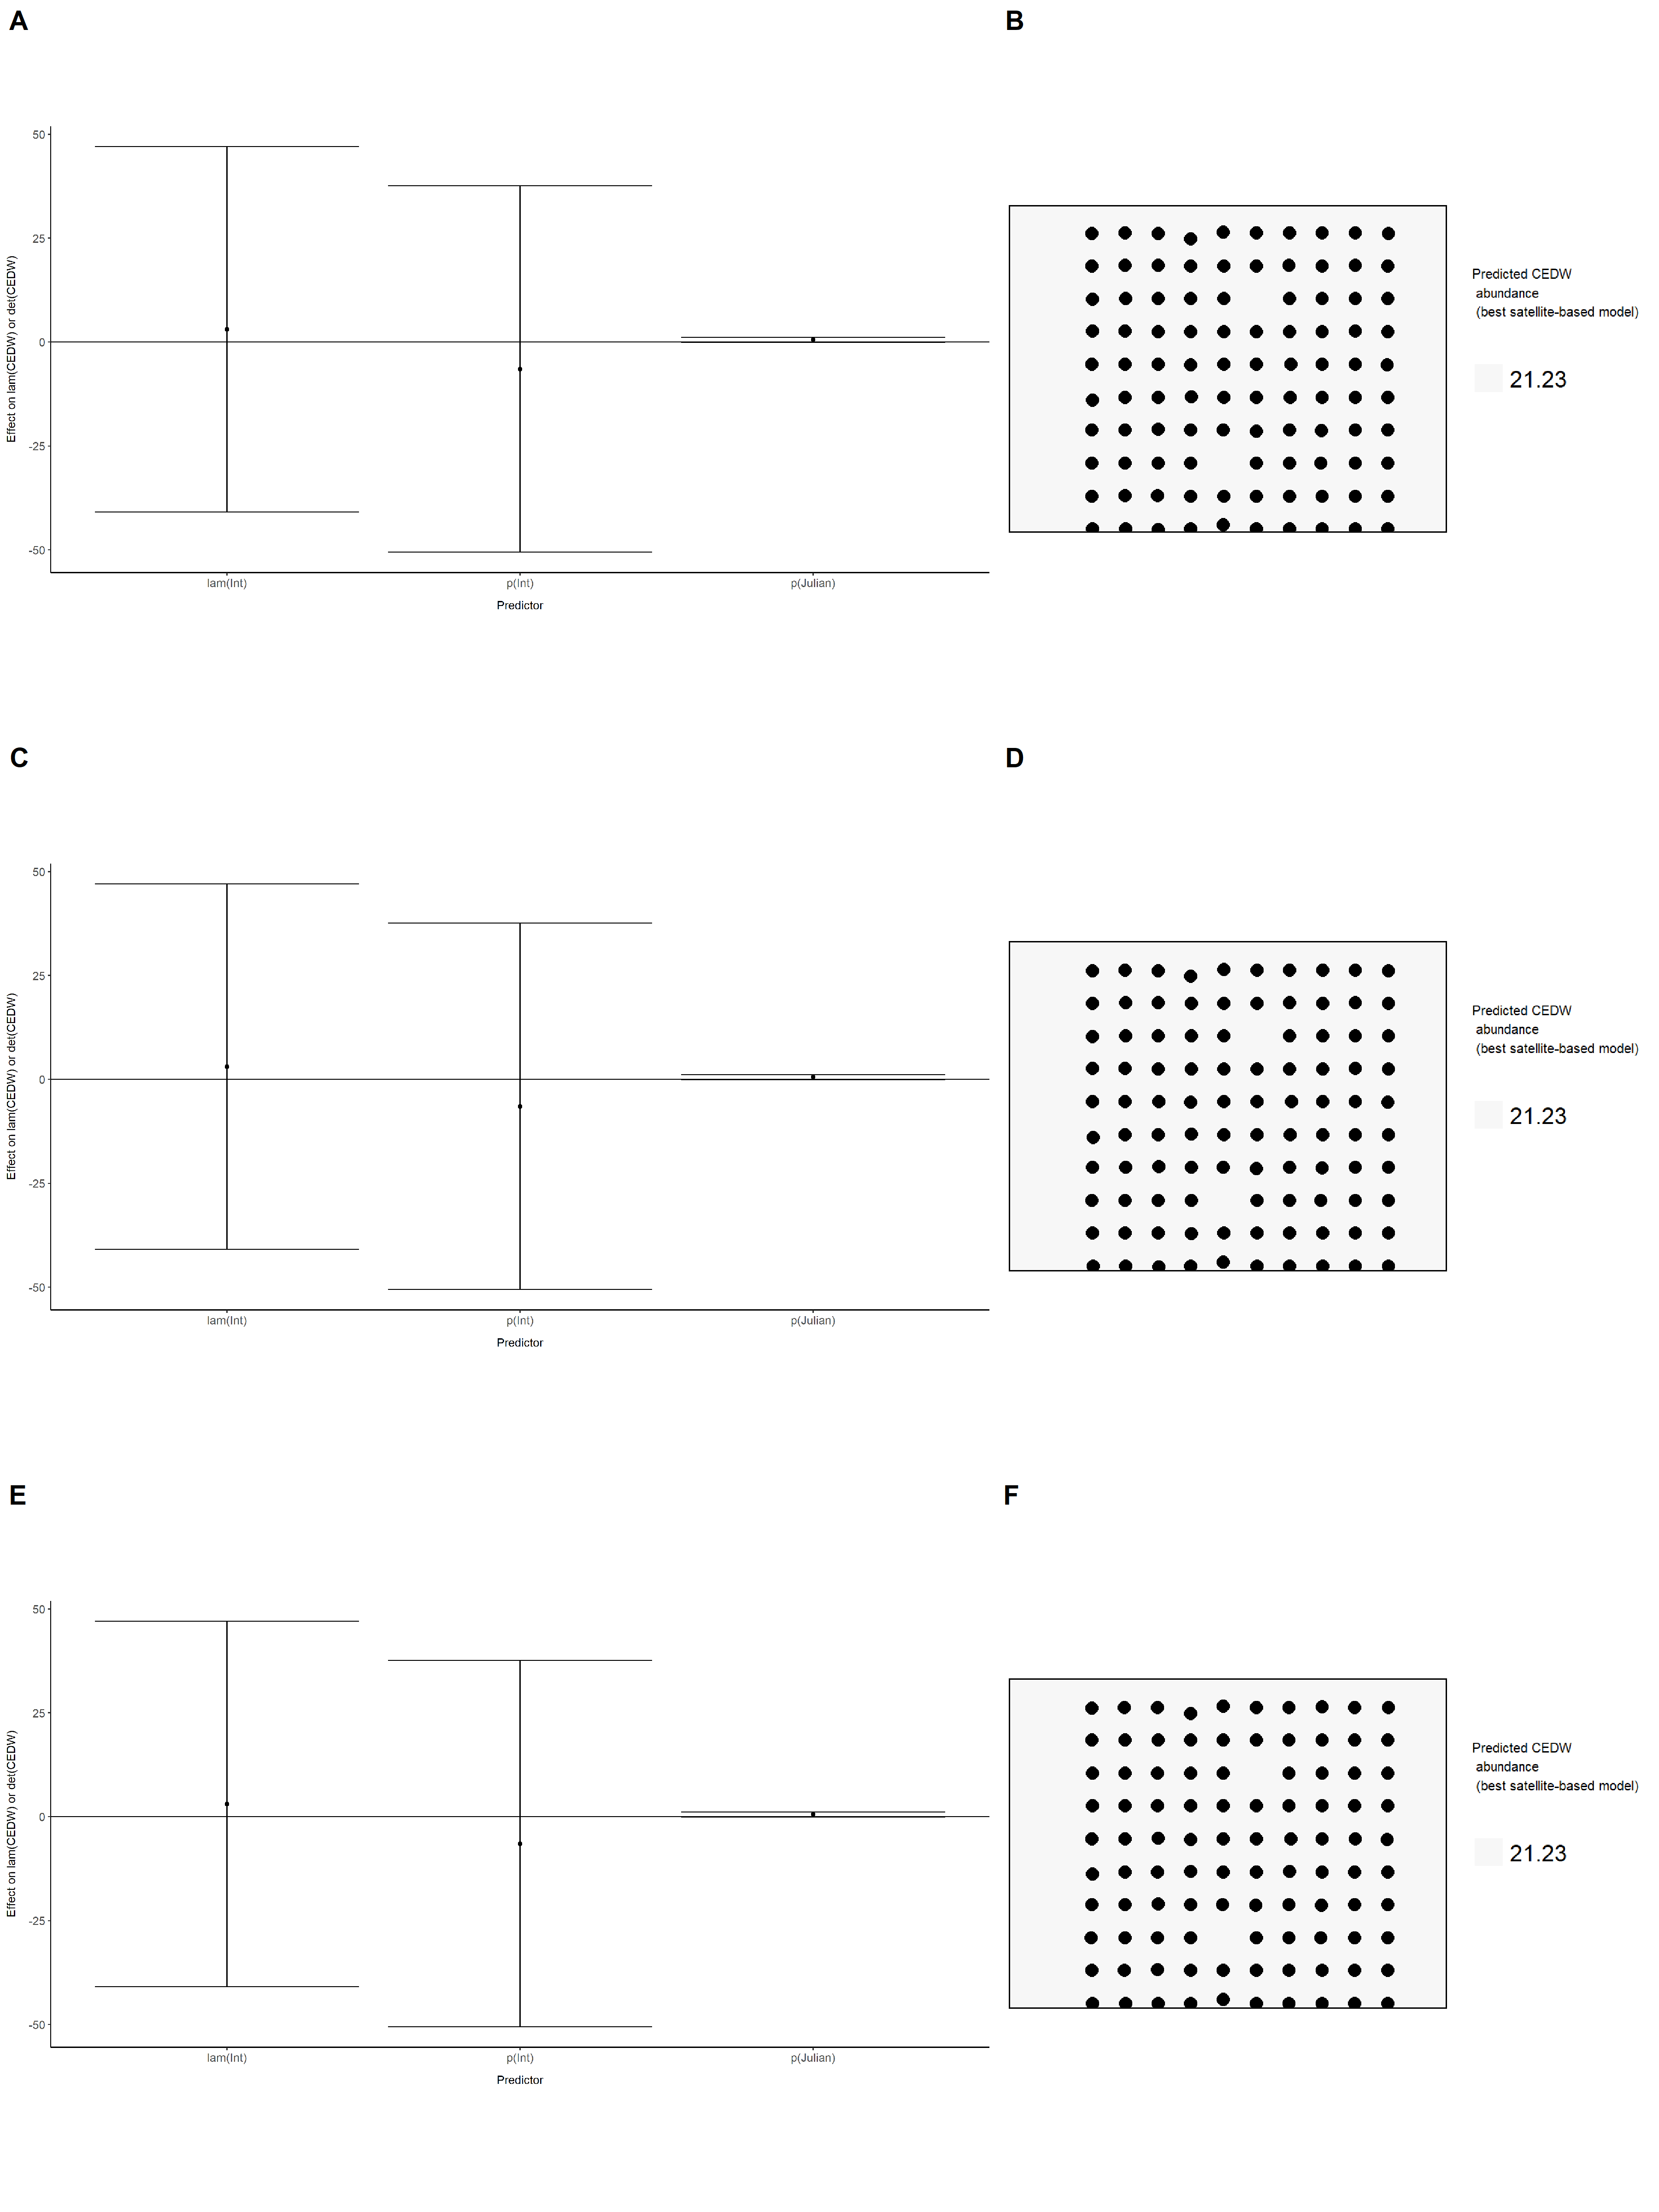 A
B
Effect on lam(CEDW) or det(CEDW)
50
25
0
-25
-50
lam(Int)
p(Int)
p(Julian)
Predictor
Predicted CEDW
abundance
(best satellite-based model)
21.23
C
D
Effect on lam(CEDW) or det(CEDW)
50
25
0
-25
-50
lam(Int)
p(Int)
p(Julian)
Predictor
Predicted CEDW
abundance
(best satellite-based model)
21.23
E
F
Effect on lam(CEDW) or det(CEDW)
50
25
0
-25
-50
lam(Int)
p(Int)
p(Julian)
Predictor
Predicted CEDW
abundance
(best satellite-based model)
21.23